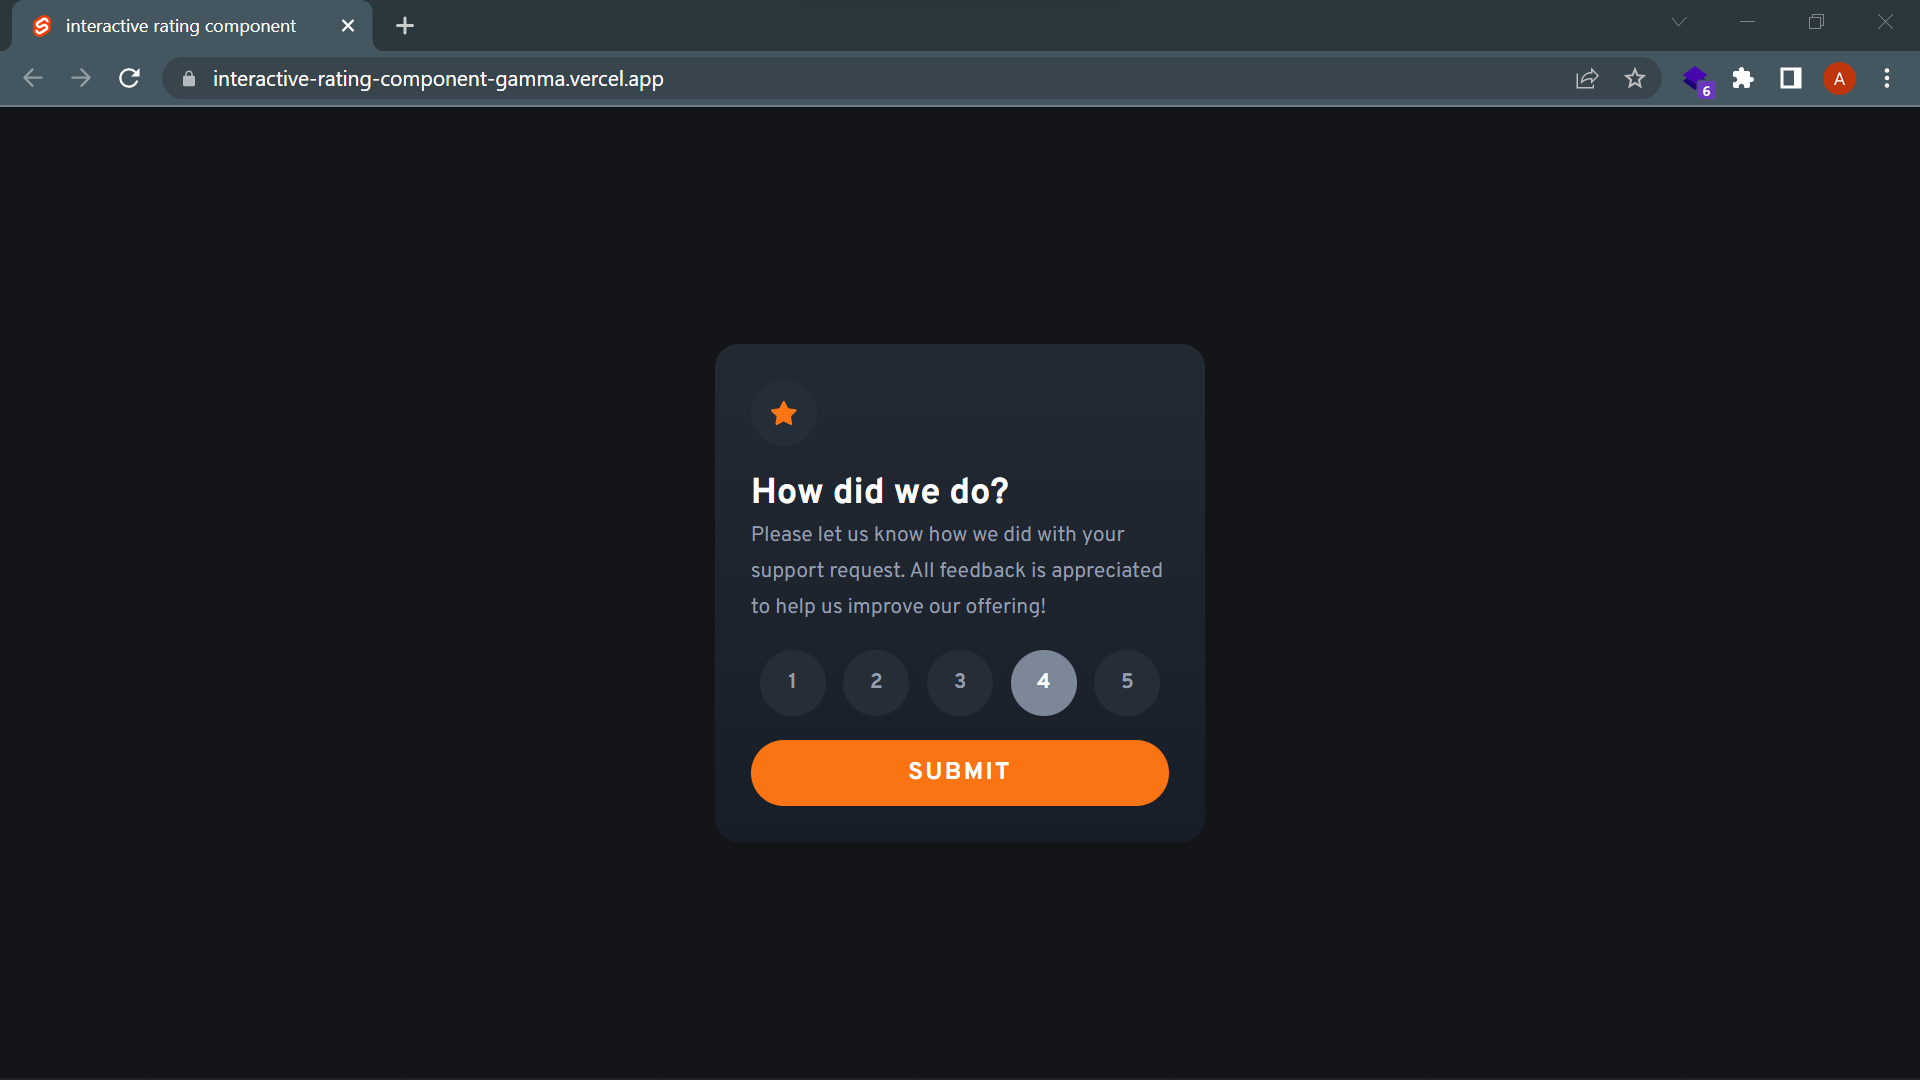 interactive rating component
interactive-rating-component-gamma.vercel.app
6
A
How did we do?
Please let us know how we did with your
support request. All feedback is appreciated
to help us improve our offering!
1 2 3 4 5
SUBMIT